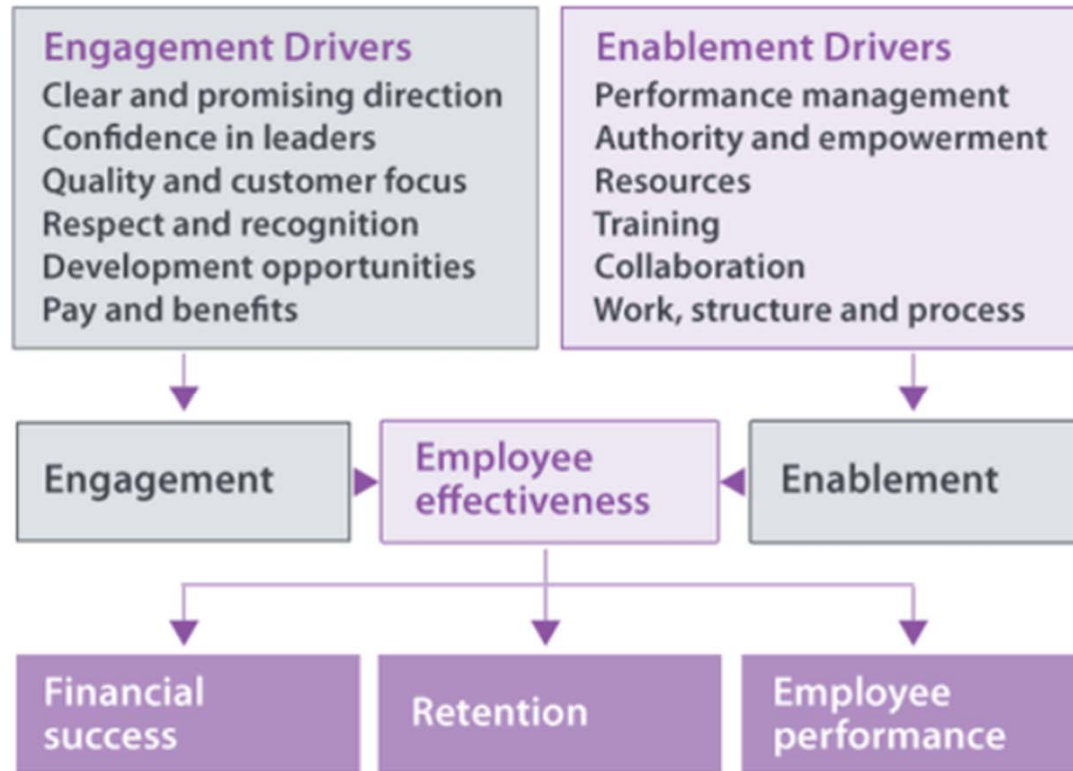 Engagement Drivers
Clear and promising direction
Confidence in leaders
Quality and customer focus
Respect and recognition
Development opportunities
Pay and benefits
Enablement Drivers
Performance management
Authority and empowerment
Resources
Training
Collaboration
Work, structure and process
Engagement
Employee
effectiveness
Enablement
Financial
success
Retention
Employee
performance